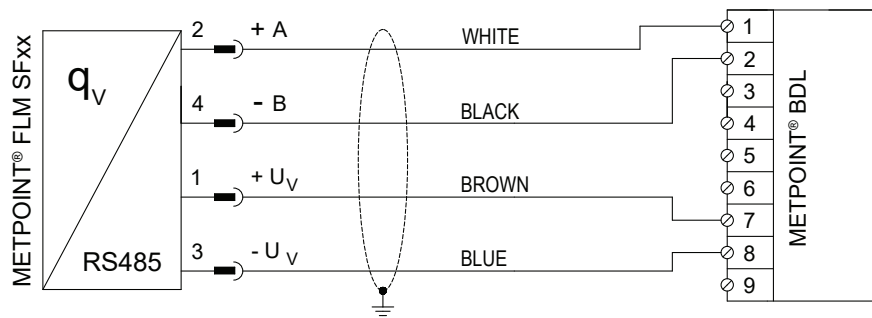 METPOINT® FLM SFxx
qV
RS485
2 + A WHITE
4 - B BLACK
1 + UV BROWN
3 - UV BLUE
1
2
3
4
5
6
7
8
9
METPOINT® BDL